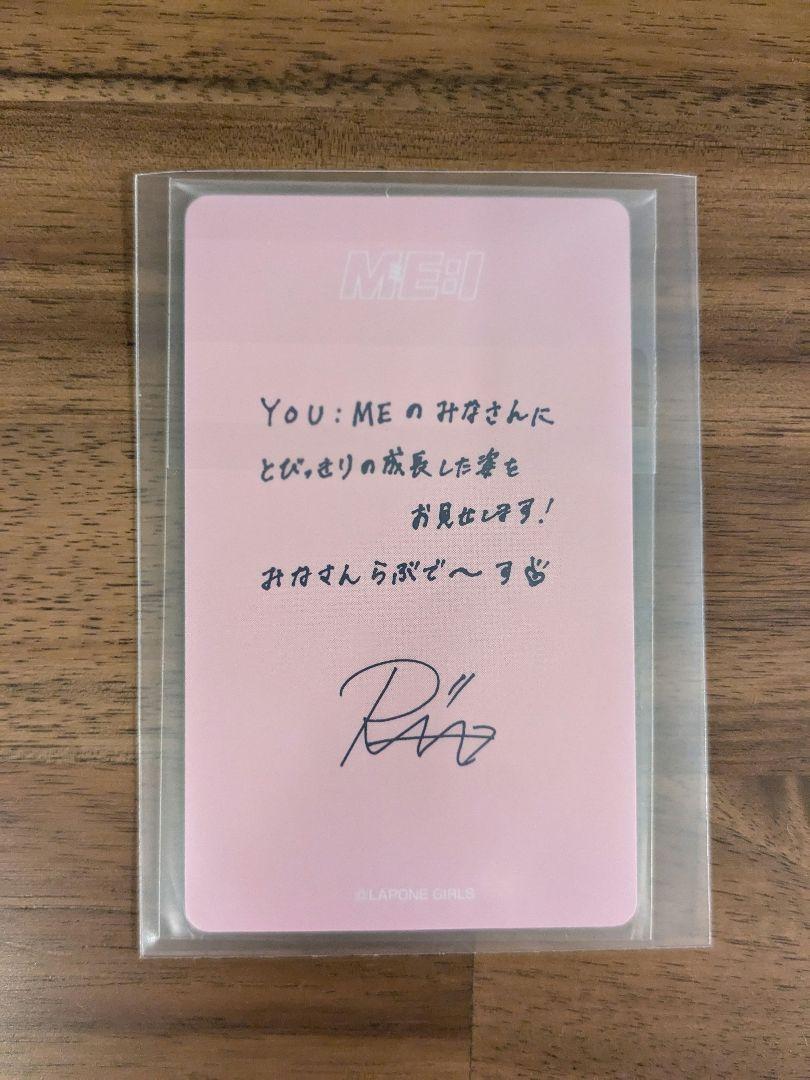 ME:I
YOU:MEのみなさんに
とびっきりの成長した姿を
お見せします!
みなさんらぶで〜す
©LAPONE GIRLS